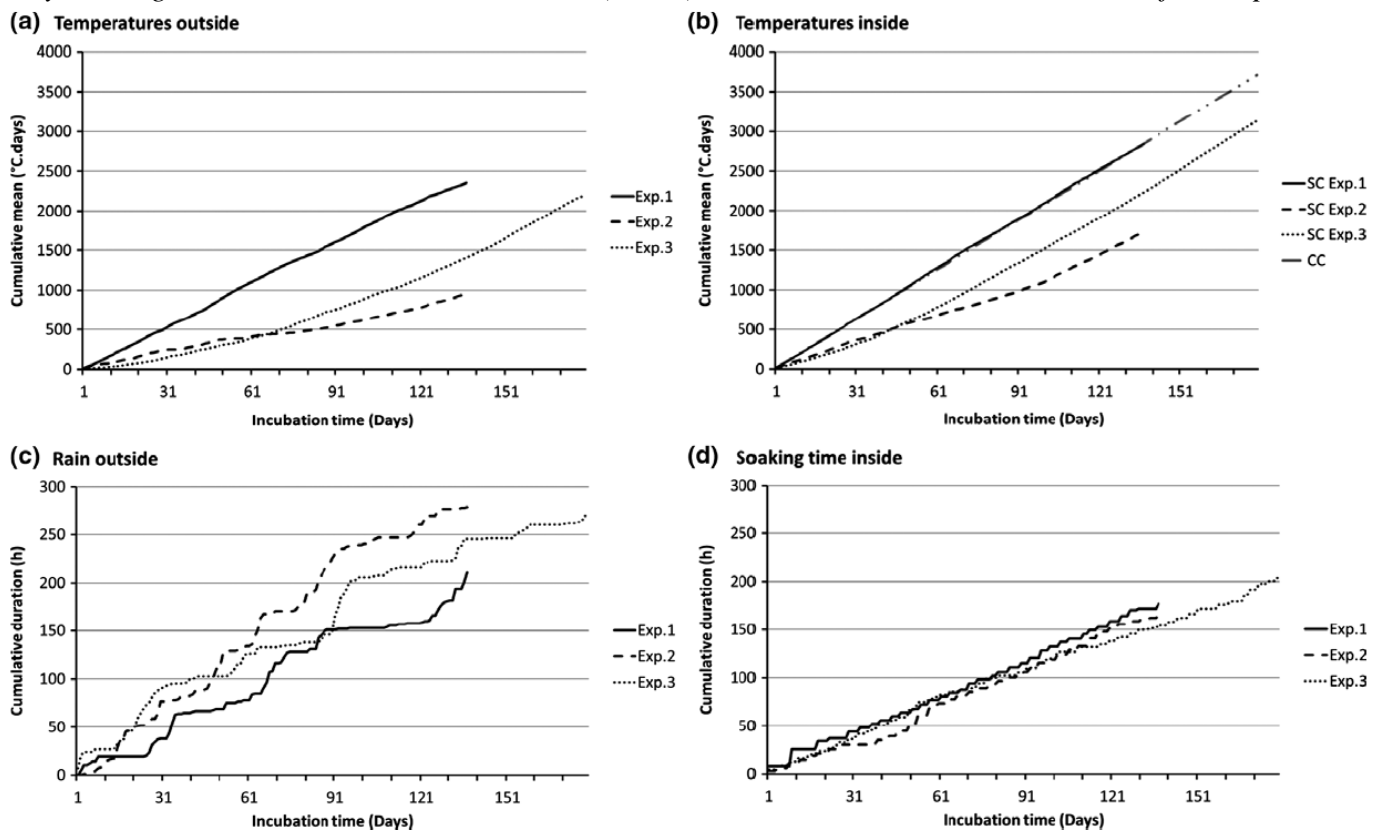 (a) Temperatures outside
4000
3500
3000
2500
2000
1500
1000
500
0
Cumulative mean (°C.days)
1 31 61 91 121 151
Incubation time (Days)
Exp.1
Exp.2
Exp.3
(b) Temperatures inside
4000
3500
3000
2500
2000
1500
1000
500
0
Cumulative mean (°C.days)
1 31 61 91 121 151
Incubation time (Days)
SC Exp.1
SC Exp.2
SC Exp.3
CC
(c) Rain outside
300
250
200
150
100
50
0
Cumulative duration (h)
1 31 61 91 121 151
Incubation time (Days)
Exp.1
Exp.2
Exp.3
(d) Soaking time inside
300
250
200
150
100
50
0
Cumulative duration (h)
1 31 61 91 121 151
Incubation time (Days)
Exp.1
Exp.2
Exp.3